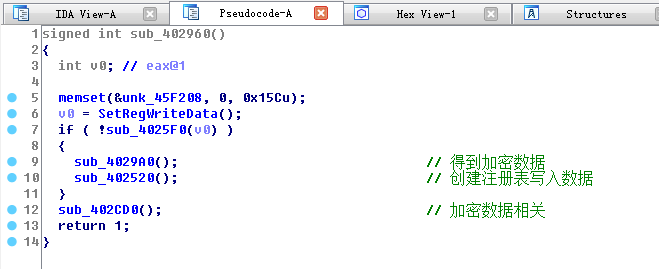 IDA View-A
Pseudocode-A
Hex View-1
Structures
1 signed int sub_402960()
2 {
3 int v0; // eax@1
4
5 memset(&unk_45F208, 0, 0x15Cu);
6 v0 = SetRegWriteData();
7 if ( !sub_4025F0(v0) )
8 {
9 sub_4029A0(); // 得到加密数据
10 sub_402520(); // 创建注册表写入数据
11 }
12 sub_402CD0(); // 加密数据相关
13 return 1;
14 }